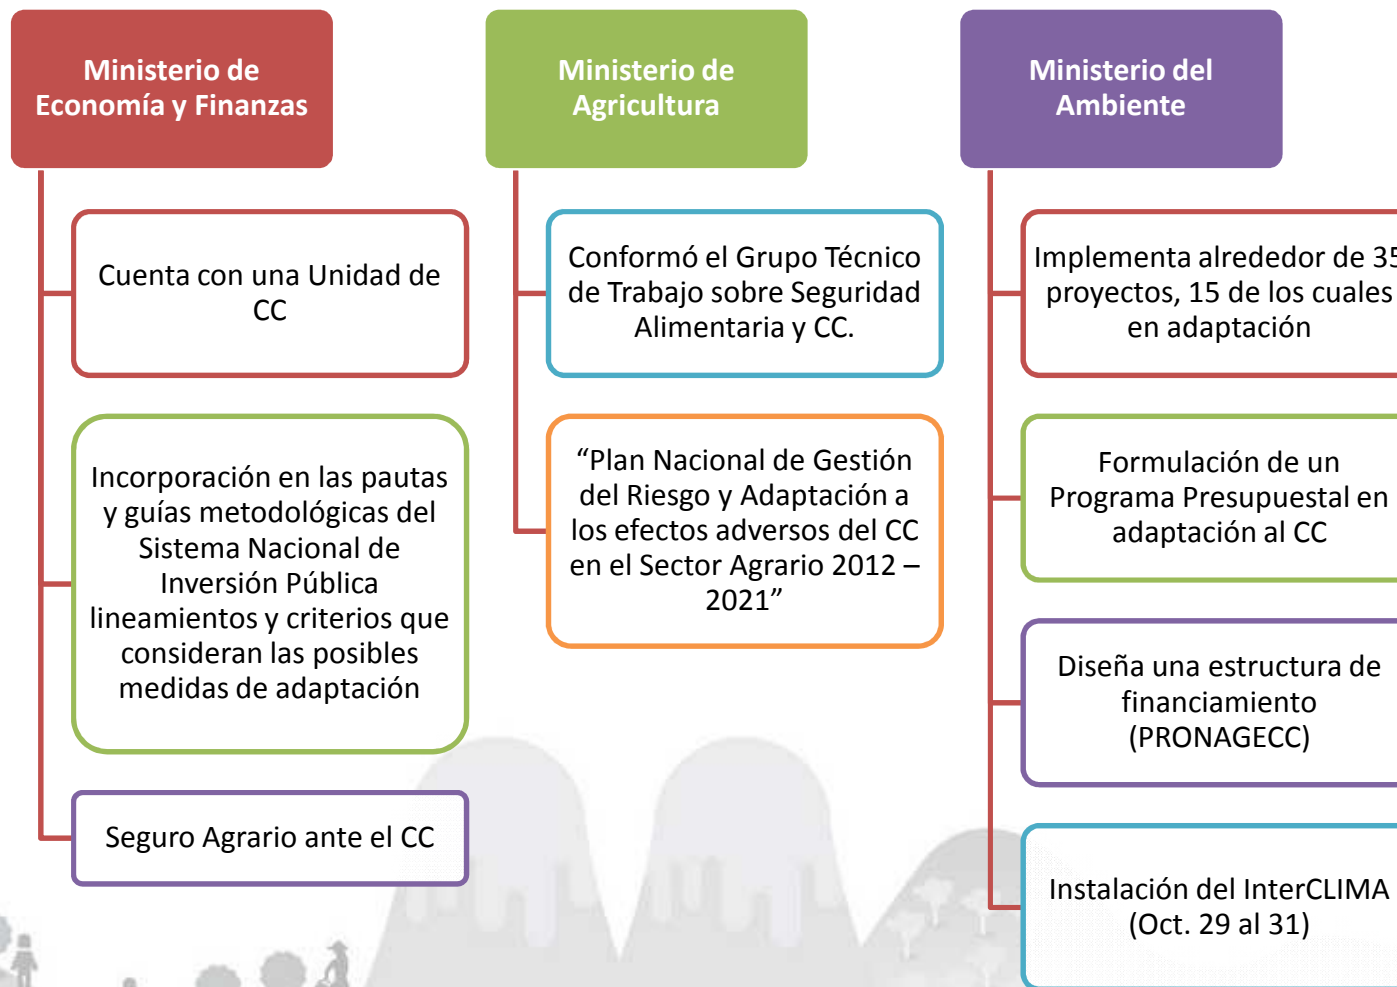 Ministerio de
Economía y Finanzas
Cuenta con una Unidad de
CC
Incorporación en las pautas
y guías metodológicas del
Sistema Nacional de
Inversión Pública
lineamientos y criterios que
consideran las posibles
medidas de adaptación
Seguro Agrario ante el CC
Ministerio de
Agricultura
Conformó el Grupo Técnico
de Trabajo sobre Seguridad
Alimentaria y CC.
“Plan Nacional de Gestión
del Riesgo y Adaptación a
los efectos adversos del CC
en el Sector Agrario 2012 –
2021”
Ministerio del
Ambiente
Implementa alrededor de 35
proyectos, 15 de los cuales
en adaptación
Formulación de un
Programa Presupuestal en
adaptación al CC
Diseña una estructura de
financiamiento
(PRONAGECC)
Instalación del InterCLIMA
(Oct. 29 al 31)